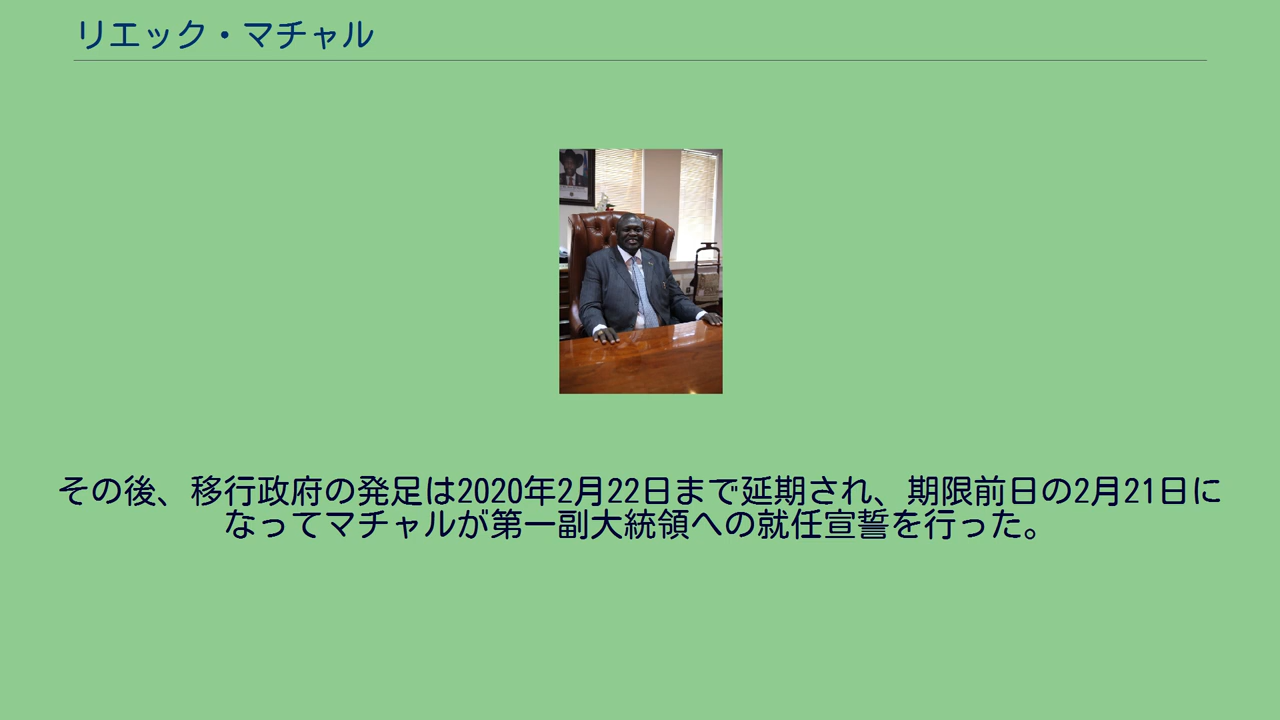 リエック・マチャル
その後、移行政府の発足は2020年2月22日まで延期され、期限前日の2月21日に
なってマチャルが第一副大統領への就任宣誓を行った。